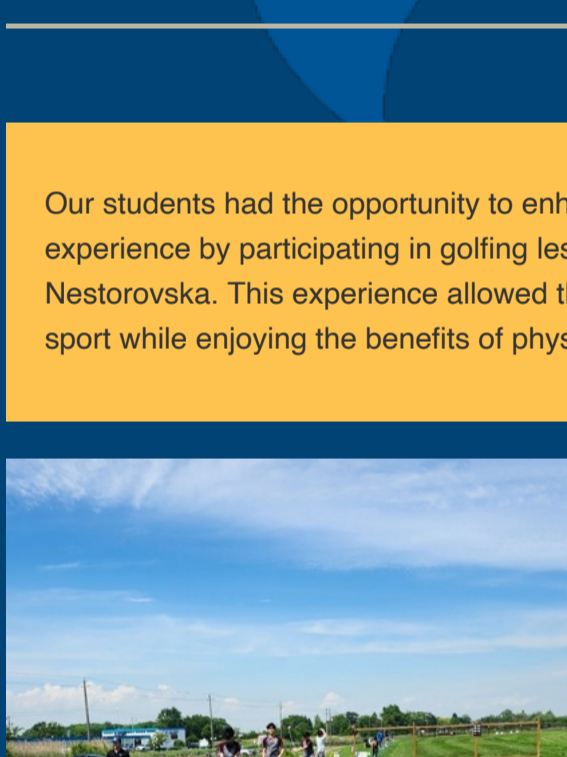 Our students had the opportunity to
experience by participating in golfing
Nestorovska. This experience allowed
sport while enjoying the benefits of